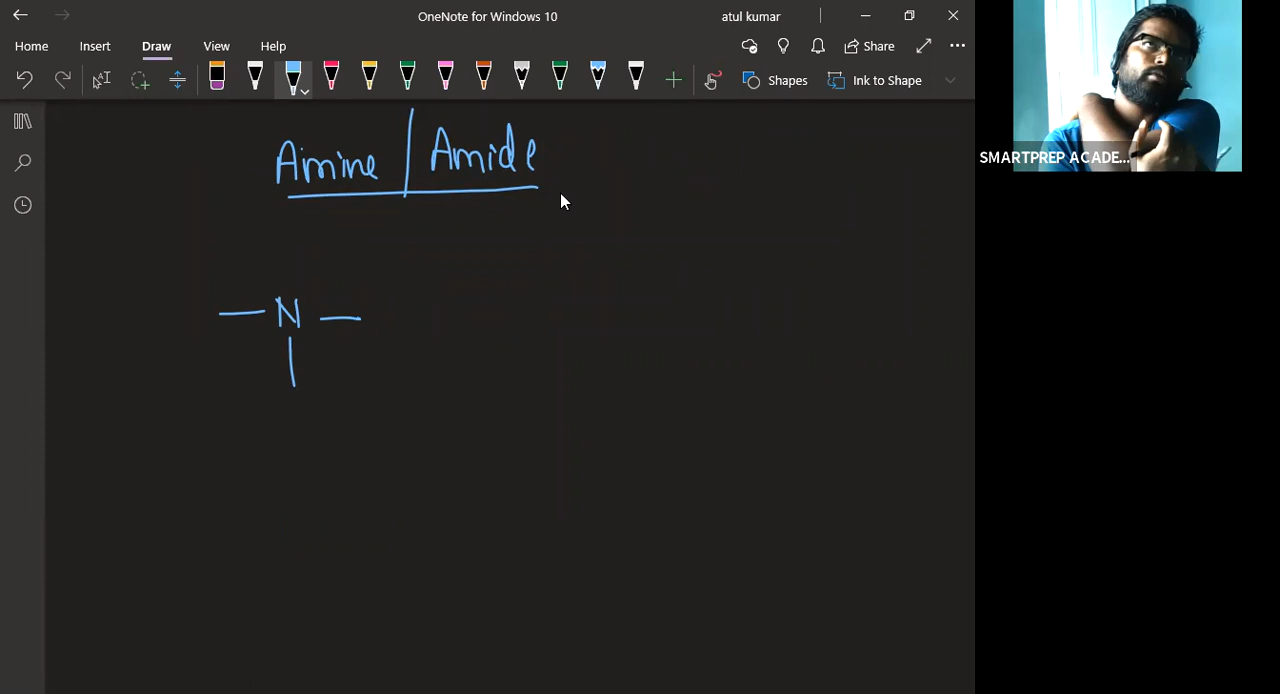 OneNote for Windows 10
atul kumar
Home Insert Draw View Help
Share
Shapes Ink to Shape
SMARTPREP ACADE...
Amine | Amide
— N —
|